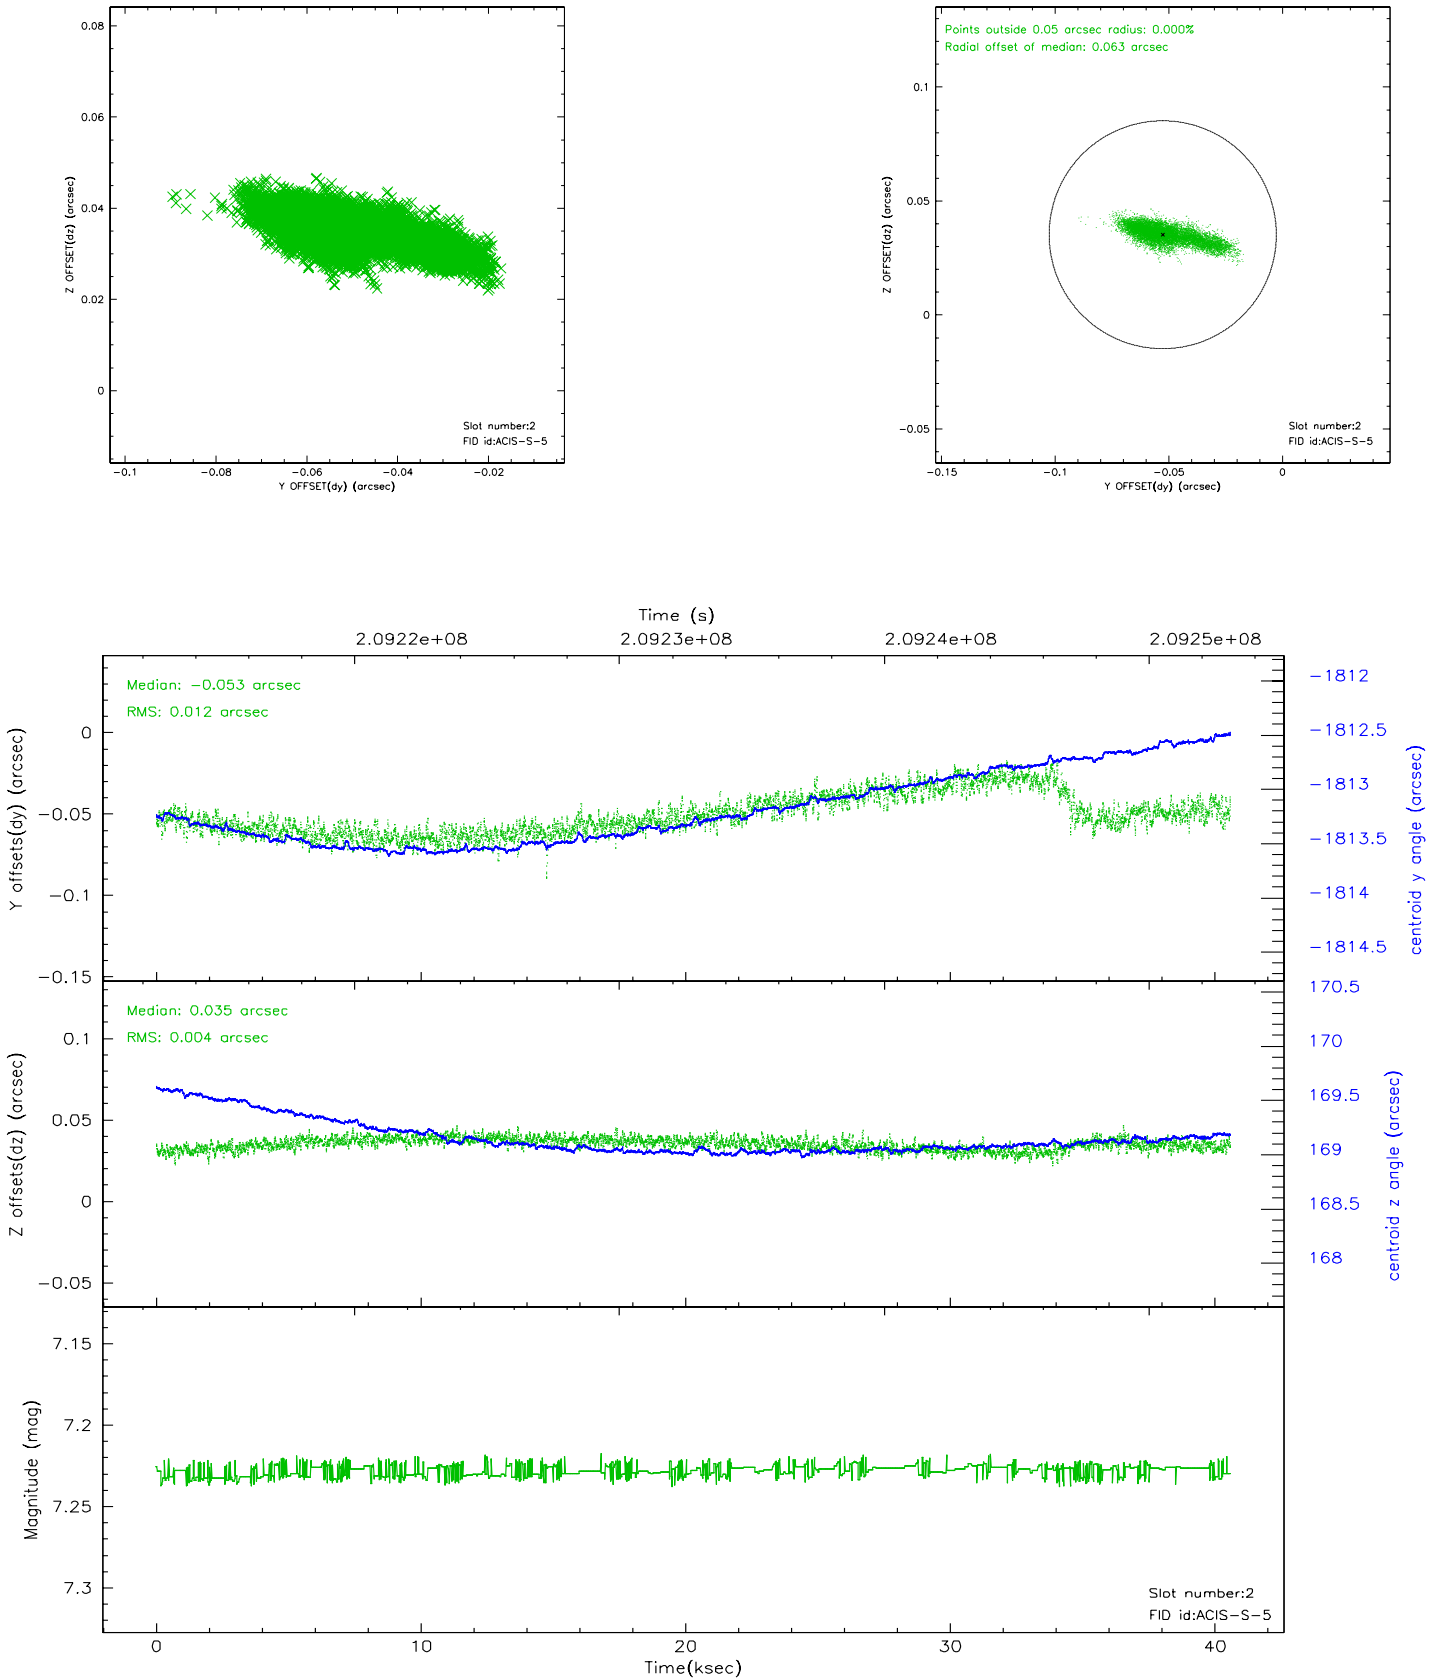 0.08
0.06
0.04
0.02
0
Z OFFSET(dz) (arcsec)
Slot number:2
FID id:ACIS-S-5
-0.1
-0.08
-0.06
-0.04
-0.02
Y OFFSET(dy) (arcsec)
Points outside 0.05 arcsec radius: 0.000%
Radial offset of median: 0.063 arcsec
0.1
0.05
0
-0.05
Z OFFSET(dz) (arcsec)
Slot number:2
FID id:ACIS-S-5
-0.15
-0.1
-0.05
0
Y OFFSET(dy) (arcsec)
Time (s)
2.0922e+08
2.0923e+08
2.0924e+08
2.0925e+08
Median: -0.053 arcsec
RMS: 0.012 arcsec
0
-0.05
-0.1
-0.15
Y offsets(dy) (arcsec)
-1812
-1812.5
-1813
-1813.5
-1814
-1814.5
centroid y angle (arcsec)
Median: 0.035 arcsec
RMS: 0.004 arcsec
0.1
0.05
0
-0.05
Z offsets(dz) (arcsec)
170.5
170
169.5
169
168.5
168
centroid z angle (arcsec)
7.15
7.2
7.25
7.3
Magnitude (mag)
Slot number:2
FID id:ACIS-S-5
0
10
20
30
40
Time(ksec)